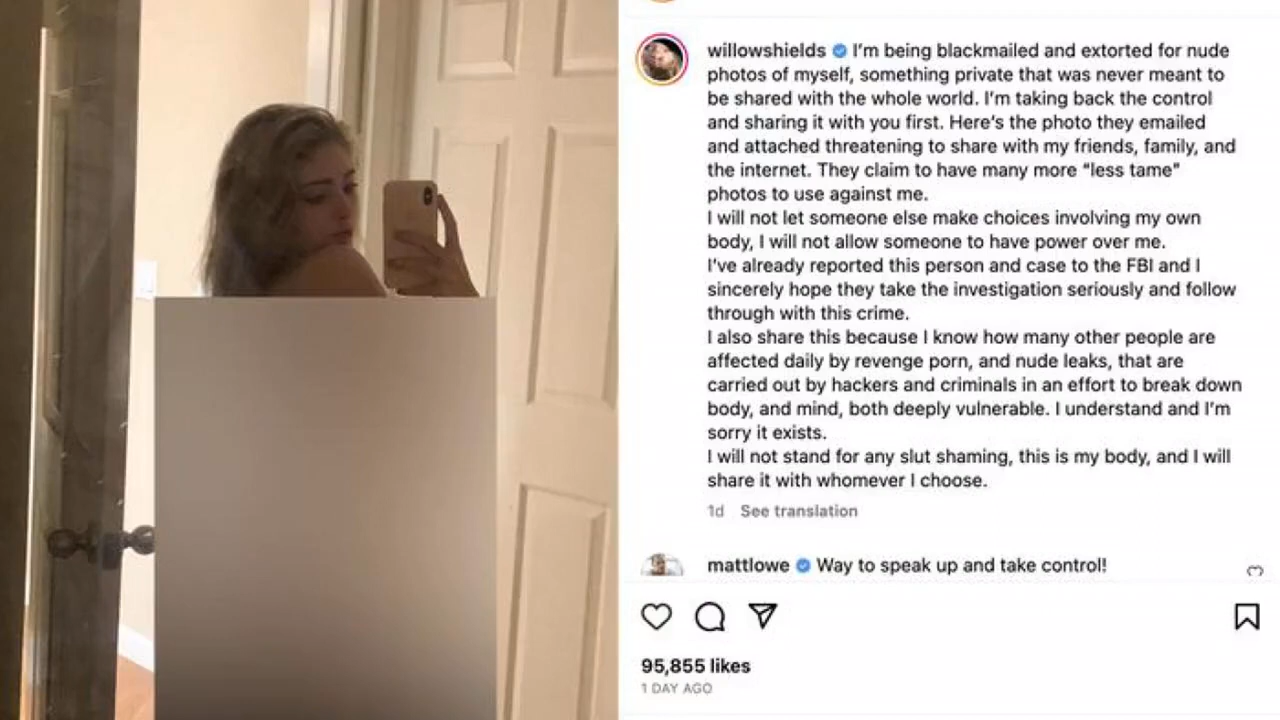 willowshields I'm being blackmailed and extorted for nude
photos of myself, something private that was never meant to
be shared with the whole world. I'm taking back the control
and sharing it with you first. Here's the photo they emailed
and attached threatening to share with my friends, family, and
the internet. They claim to have many more "less tame"
photos to use against me.
I will not let someone else make choices involving my own
body, I will not allow someone to have power over me.
I've already reported this person and case to the FBI and I
sincerely hope they take the investigation seriously and follow
through with this crime.
I also share this because I know how many other people are
affected daily by revenge porn, and nude leaks, that are
carried out by hackers and criminals in an effort to break down
body, and mind, both deeply vulnerable. I understand and I'm
sorry it exists.
I will not stand for any slut shaming, this is my body, and I will
share it with whomever I choose.
1d See translation
mattlowe Way to speak up and take control!
95,855 likes
1 DAY AGO